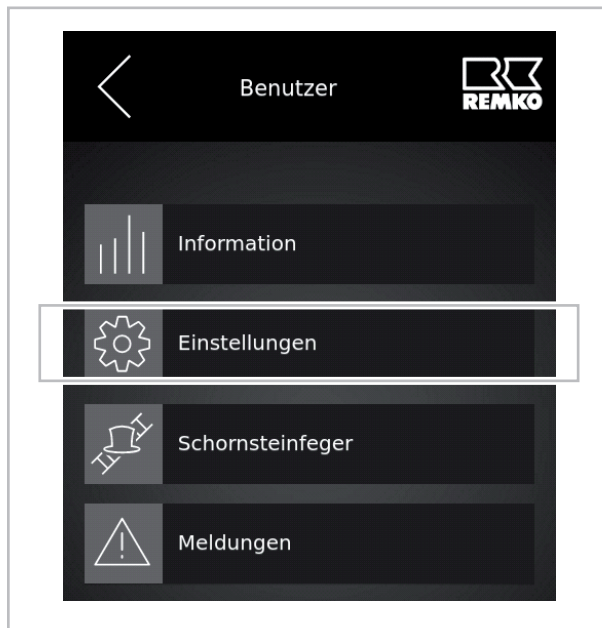 Benutzer
REMKO
Information
Einstellungen
Schornsteinfeger
Meldungen